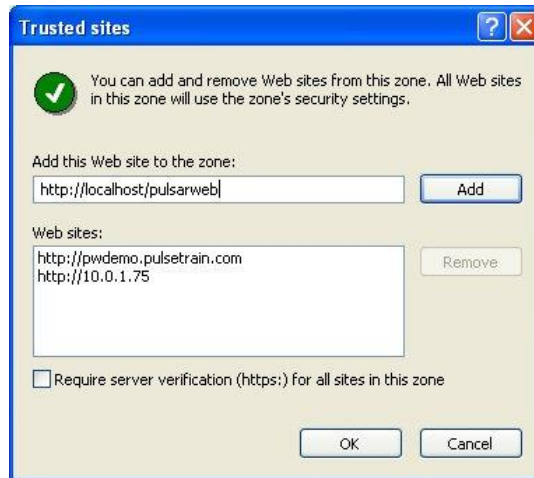 Trusted sites
You can add and remove Web sites from this zone. All Web sites
in this zone will use the zone's security settings.
Add this Web site to the zone:
http://localhost/pulsarweb
Add
Web sites:
http://pwdemo.pulsetrain.com
http://10.0.1.75
Remove
Require server verification (https:) for all sites in this zone
OK
Cancel